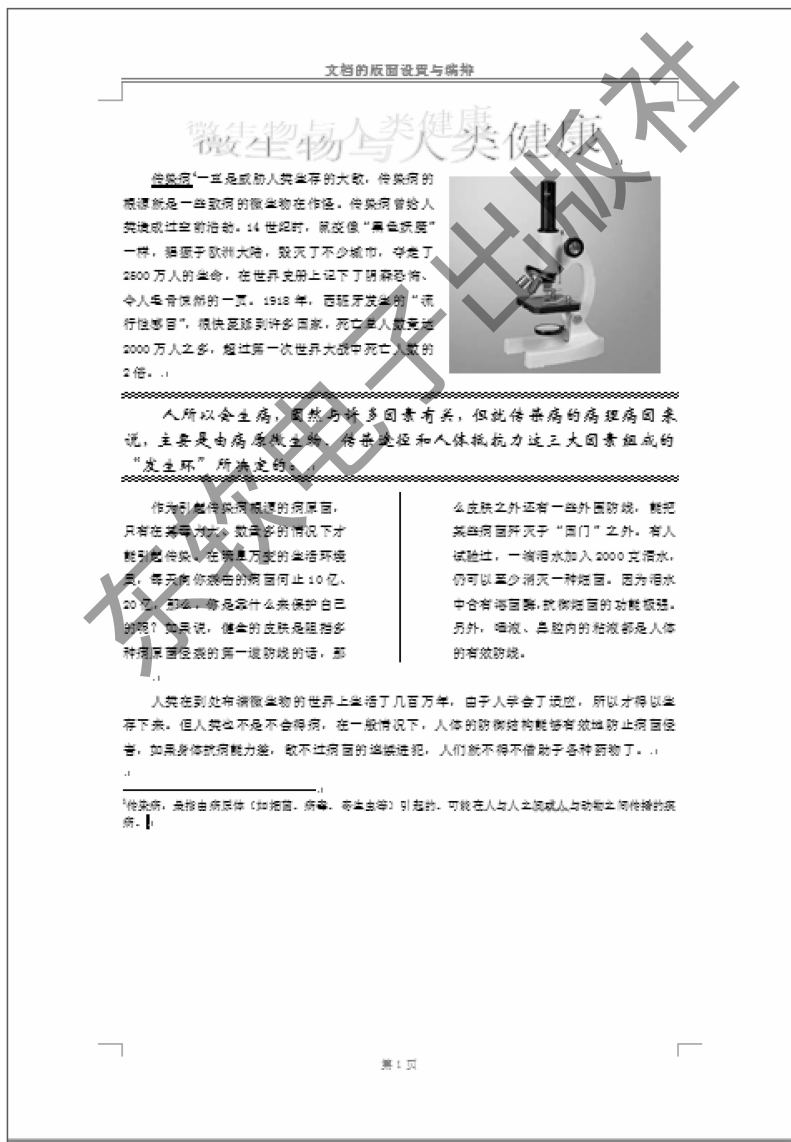 文档的版面设置与编排
微生物与人类健康
传染病¹一直是威胁人类生存的大敌，传染病的
根源就是一些致病的微生物在作怪。传染病曾给人
类造成过空前浩劫。14 世纪时，鼠疫像“黑色妖魔”
一样，猖獗于欧洲大陆，毁灭了不少城市，夺走了
2500 万人的生命，在世界史册上记下了阴森恐怖、
令人毛骨悚然的一页。1918 年，西班牙发生的“流
行性感冒”，很快蔓延到许多国家，死亡总人数竟达
2000 万人之多，超过第一次世界大战中死亡人数的
2 倍。
人所以会生病，固然与许多因素有关，但就传染病的病理病因来
说，主要是由病原微生物、传染途径和人体抵抗力这三大因素组成的
“发生环”所决定的。
作为引起传染病根源的病原菌，
只有在其毒力大、数量多的情况下才
能引起传染。在瞬息万变的生活环境
里，每天向你袭击的病菌何止 10 亿、
20 亿，那么，你是靠什么来保护自己
的呢？如果说，健全的皮肤是阻挡多
种病原菌侵袭的第一道防线的话，那
么皮肤之外还有一些外围防线，能把
某些病菌歼灭于“国门”之外。有人
试验过，一滴泪水加入 2000 克清水，
仍可以至少消灭一种细菌。因为泪水
中含有溶菌酶，抗御细菌的功能极强。
另外，唾液、鼻腔内的粘液都是人体
的有效防线。
人类在到处布满微生物的世界上生活了几百万年，由于人学会了适应，所以才得以生
存下来。但人类也不是不会得病，在一般情况下，人体的防御结构能够有效地防止病菌侵
害，如果身体抗病能力差，敌不过病菌的骚扰进犯，人们就不得不借助于各种药物了。
¹传染病，是指由病原体（如细菌、病毒、寄生虫等）引起的、可能在人与人之间或人与动物之间传播的疾
病。
第 1 页
东软电子出版社